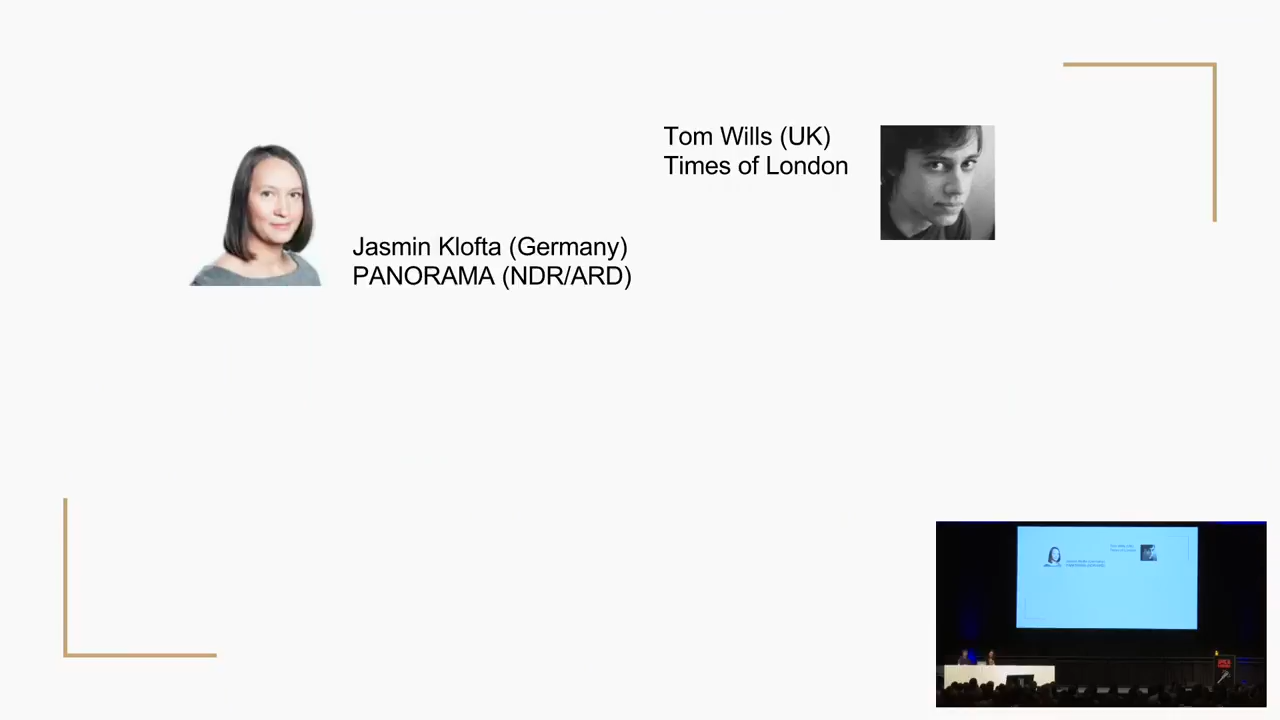 Tom Wills (UK)
Times of London
Jasmin Klofta (Germany)
PANORAMA (NDR/ARD)